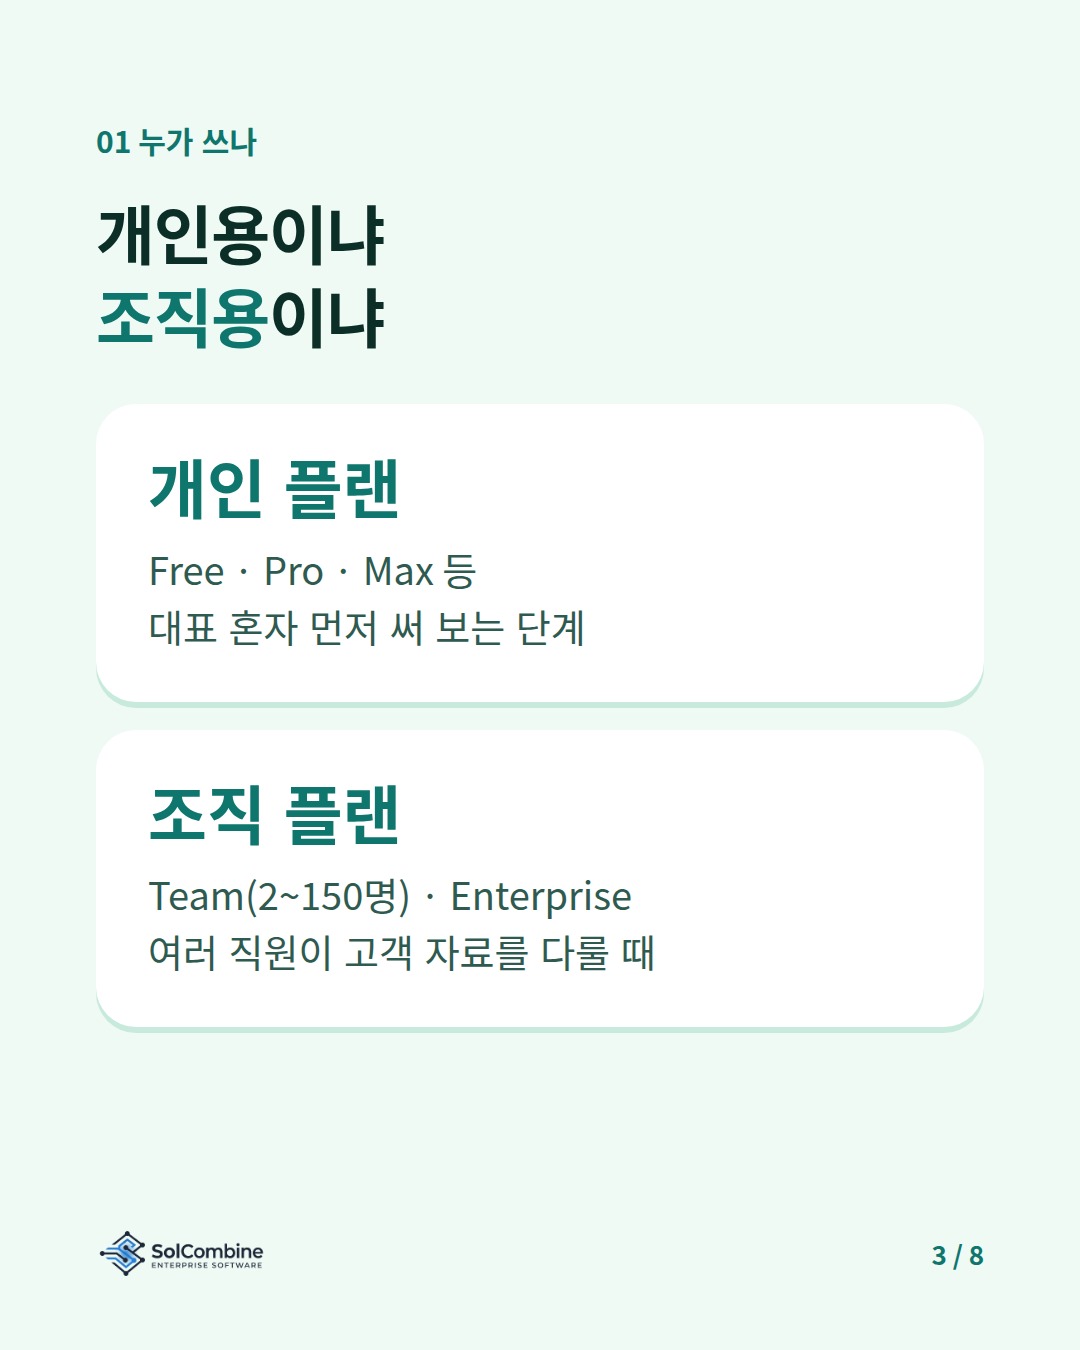 01 누가 쓰나
개인용이냐
조직용이냐
개인 플랜
Free · Pro · Max 등
대표 혼자 먼저 써 보는 단계
조직 플랜
Team(2~150명) · Enterprise
여러 직원이 고객 자료를 다룰 때
SolCombine
ENTERPRISE SOFTWARE
3 / 8